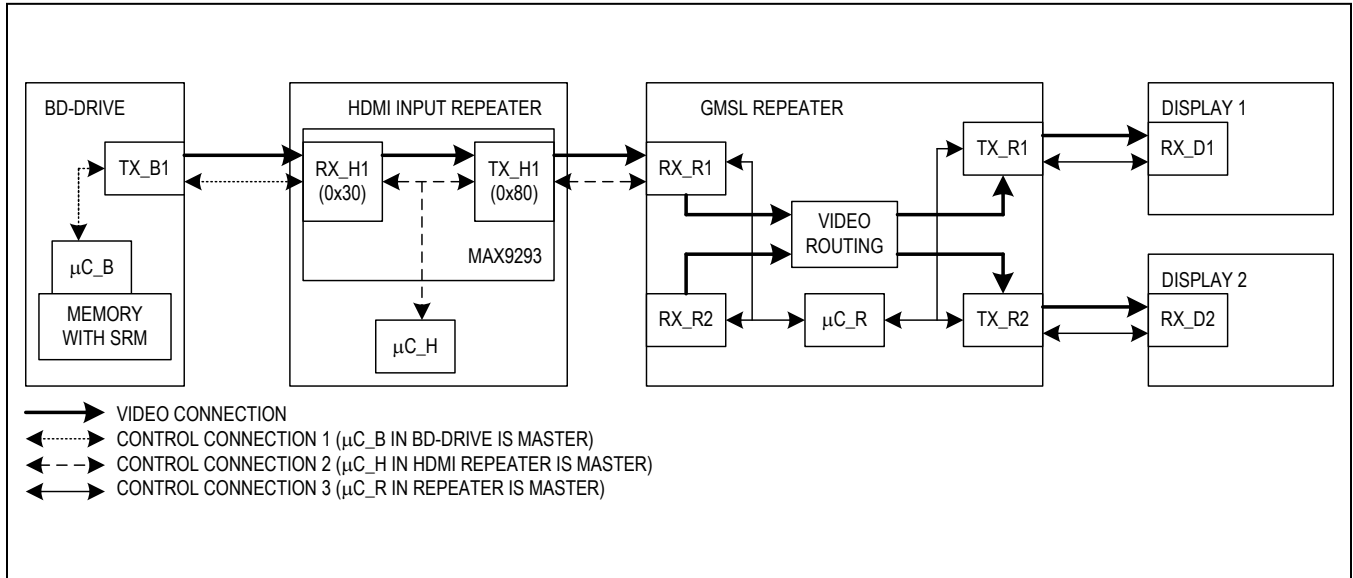 BD-DRIVE
TX_B1
μC_B
MEMORY
WITH SRM
HDMI INPUT REPEATER
RX_H1
(0x30)
TX_H1
(0x80)
MAX9293
μC_H
GMSL REPEATER
RX_R1
RX_R2
VIDEO
ROUTING
μC_R
TX_R1
TX_R2
DISPLAY 1
RX_D1
DISPLAY 2
RX_D2
VIDEO CONNECTION
CONTROL CONNECTION 1 (μC_B IN BD-DRIVE IS MASTER)
CONTROL CONNECTION 2 (μC_H IN HDMI REPEATER IS MASTER)
CONTROL CONNECTION 3 (μC_R IN REPEATER IS MASTER)